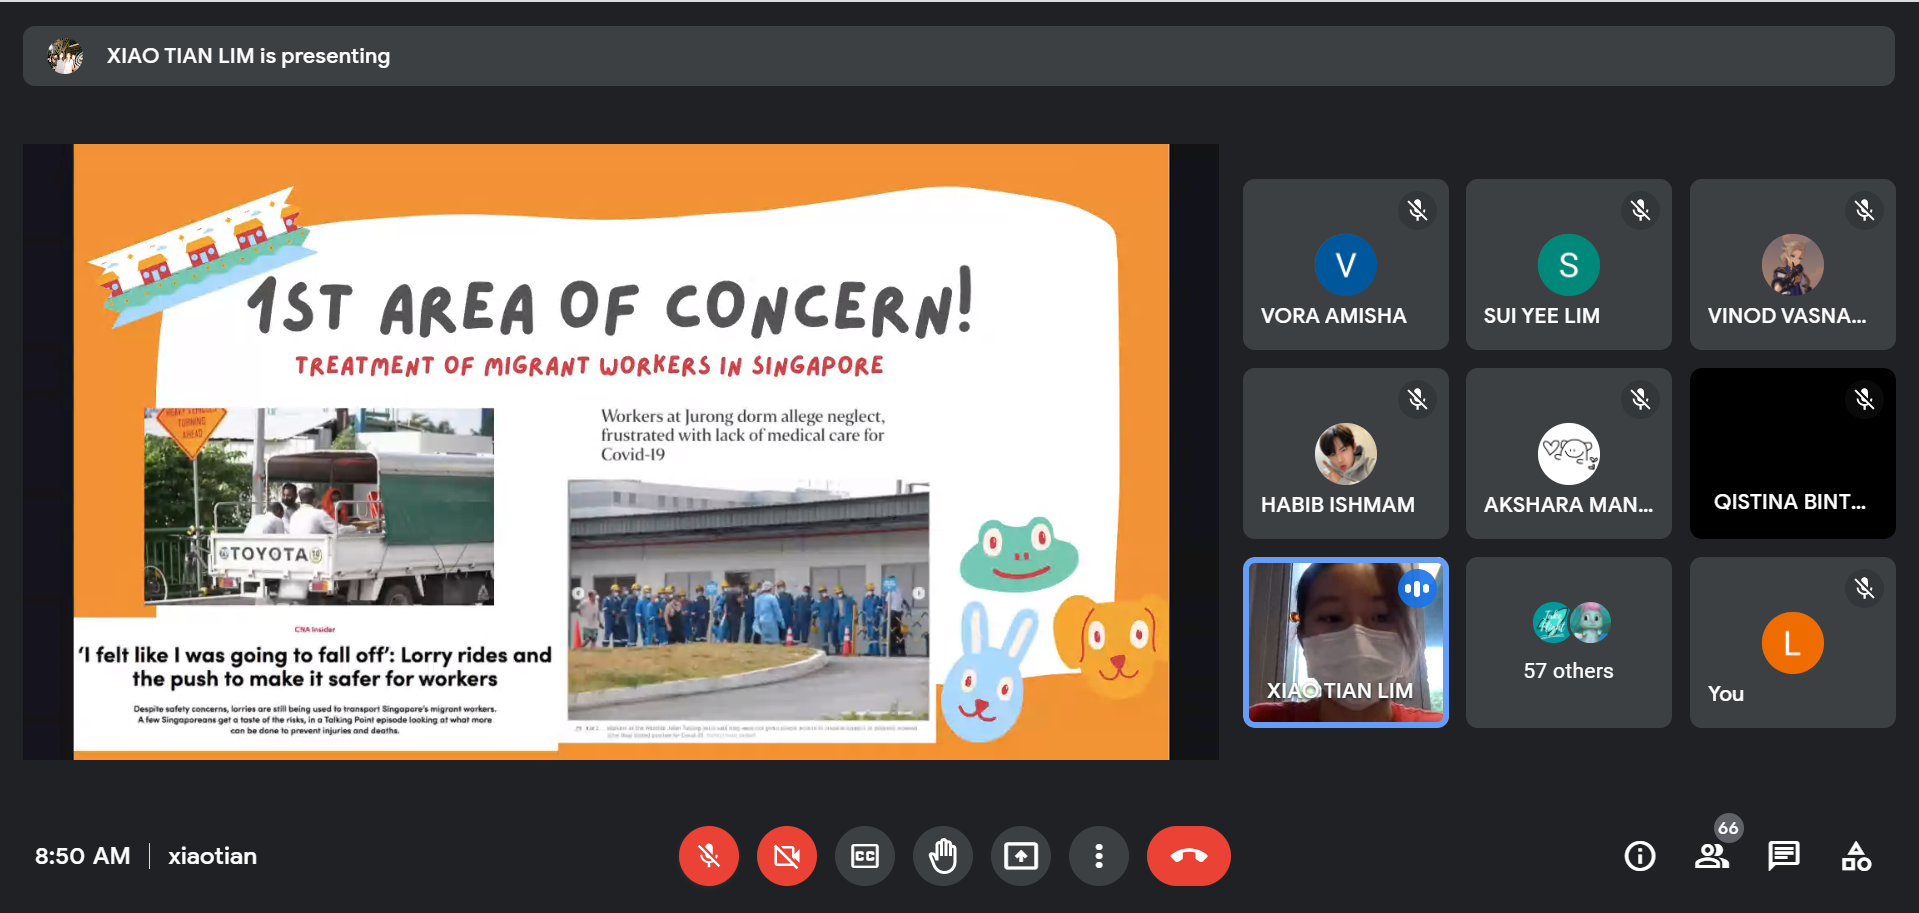 XIAO TIAN LIM is presenting
1ST AREA OF CONCERN!
TREATMENT OF MIGRANT WORKERS IN SINGAPORE
HEAVY VEHICLES
TURNING
AHEAD
TOYOTA
CNA Insider
'I felt like I was going to fall off': Lorry rides and
the push to make it safer for workers
Despite safety concerns, lorries are still being used to transport Singapore's migrant workers.
A few Singaporeans get a taste of the risks, in a Talking Point episode looking at what more
can be done to prevent injuries and deaths.
Workers at Jurong dorm allege neglect,
frustrated with lack of medical care for
Covid-19
V
VORA AMISHA
S
SUI YEE LIM
VINOD VASNA...
HABIB ISHMAM
AKSHARA MAN...
QISTINA BINT...
XIAO TIAN LIM
57 others
L
You
8:50 AM
xiaotian
CC
66